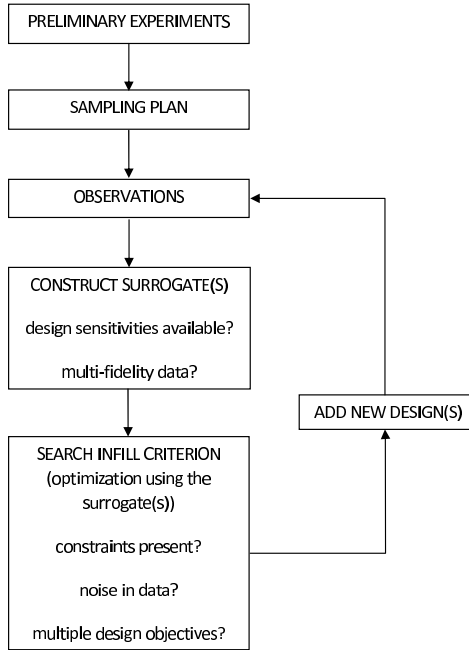 PRELIMINARY EXPERIMENTS
SAMPLING PLAN
OBSERVATIONS
CONSTRUCT SURROGATE(S)
design sensitivities available?
multi-fidelity data?
ADD NEW DESIGN(S)
SEARCH INFILL CRITERION
(optimization using the
surrogate(s))
constraints present?
noise in data?
multiple design objectives?